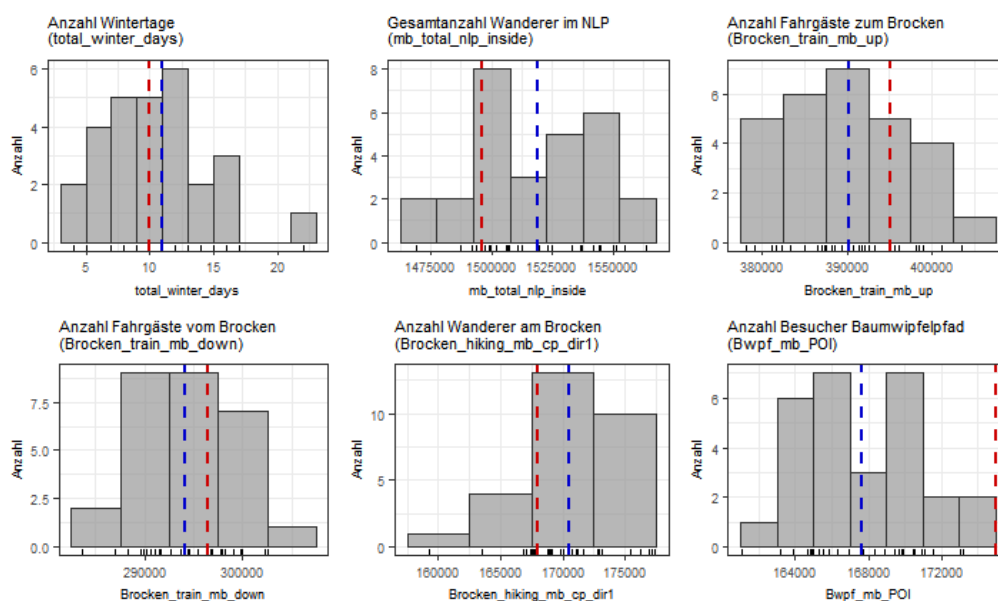 Anzahl Wintertage
(total_winter_days)
Anzahl
6
4
2
0
5
10
15
20
total_winter_days
Gesamtanzahl Wanderer im NLP
(mb_total_nlp_inside)
Anzahl
8
6
4
2
0
1475000
1500000
1525000
1550000
mb_total_nlp_inside
Anzahl Fahrgäste zum Brocken
(Brocken_train_mb_up)
Anzahl
6
4
2
0
380000
390000
400000
Brocken_train_mb_up
Anzahl Fahrgäste vom Brocken
(Brocken_train_mb_down)
Anzahl
7.5
5.0
2.5
0.0
290000
300000
Brocken_train_mb_down
Anzahl Wanderer am Brocken
(Brocken_hiking_mb_cp_dir1)
Anzahl
10
5
0
160000
165000
170000
175000
Brocken_hiking_mb_cp_dir1
Anzahl Besucher Baumwipfelpfad
(Bwpf_mb_POI)
Anzahl
6
4
2
0
164000
168000
172000
Bwpf_mb_POI